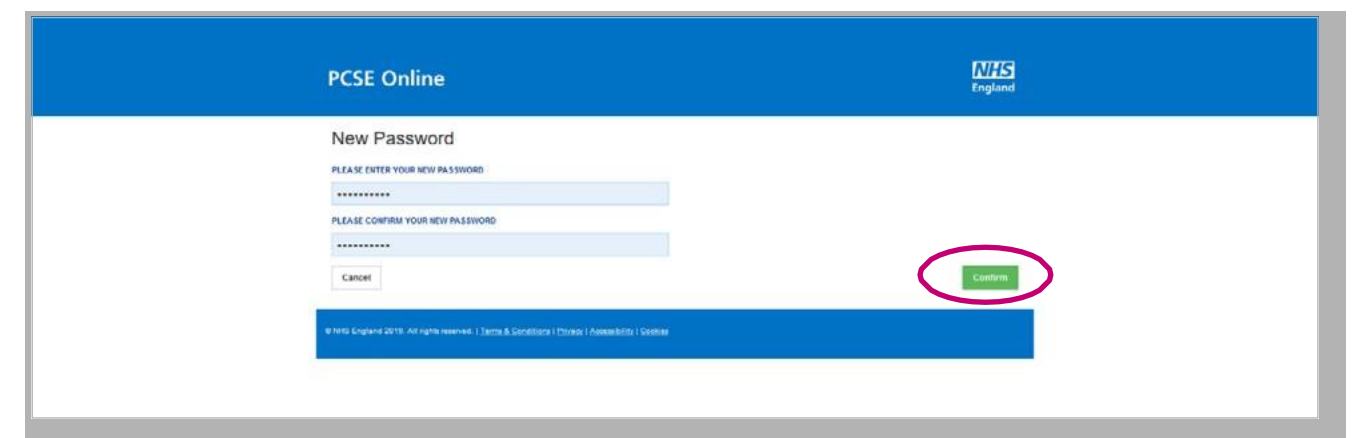 PCSE Online
NHS
England
New Password
PLEASE ENTER YOUR NEW PASSWORD
••••••••••
PLEASE CONFIRM YOUR NEW PASSWORD
••••••••••
Cancel
Confirm
© NHS England 2019. All rights reserved. | Terms & Conditions | Privacy | Accessibility | Cookies